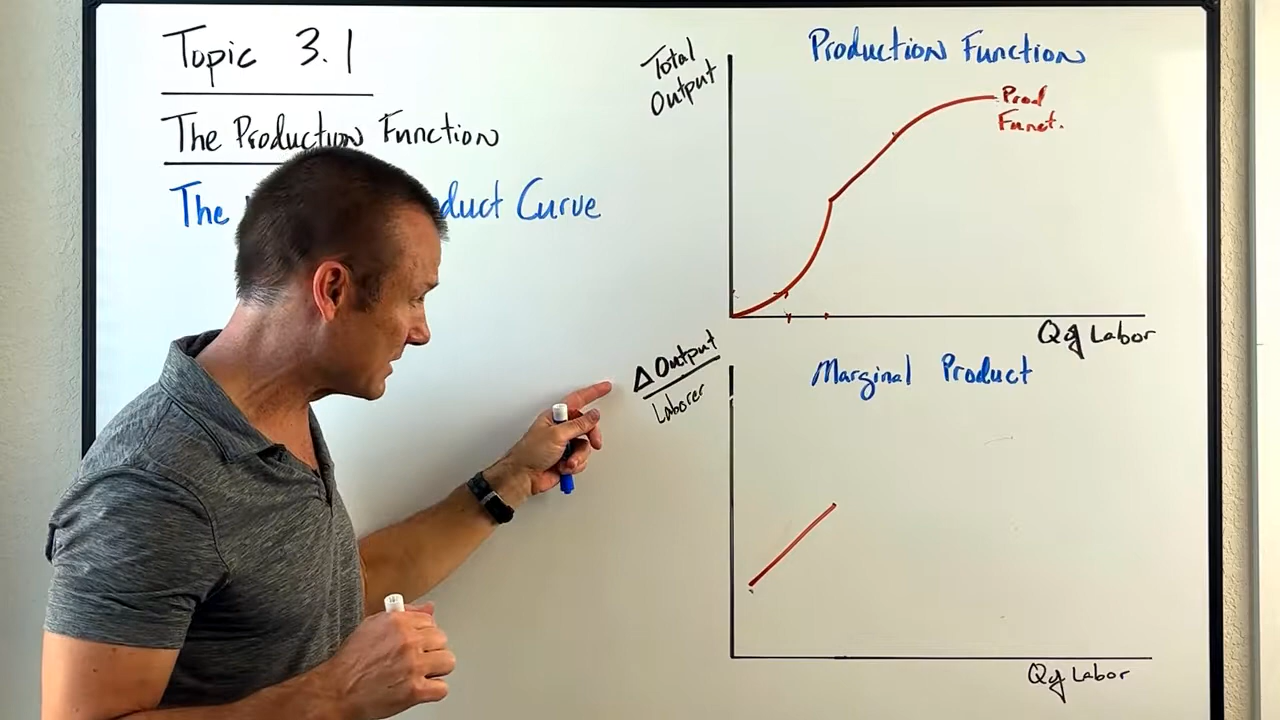 Topic 3.1
The Production Function
The duct Curve
Production Function
Total
Output
Prod
Funct.
Q of Labor
Δ Output
Laborer
Marginal Product
Q of Labor